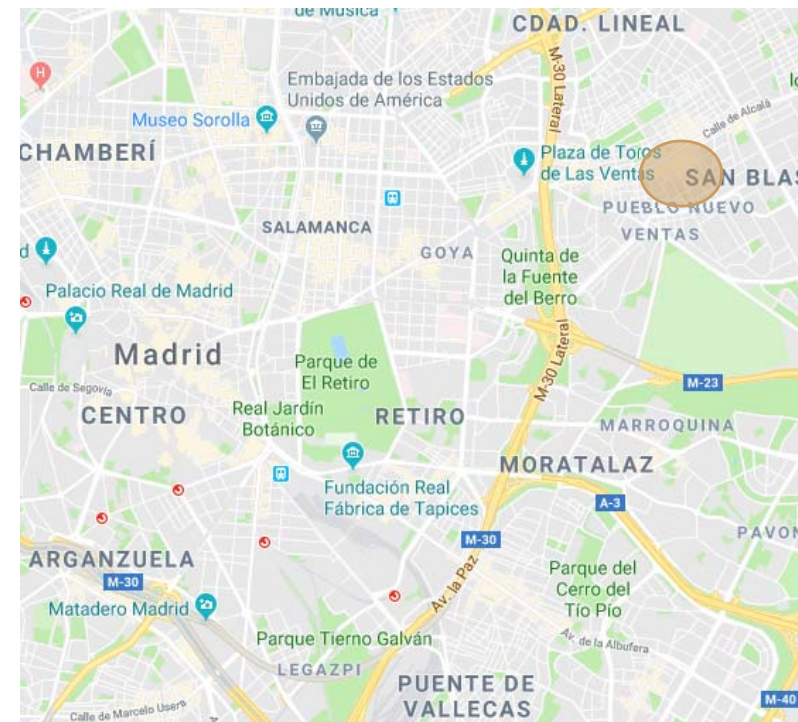 de Música
CDAD. LINEAL
M-30 Lateral
H
Embajada de los Estados
Unidos de América
Museo Sorolla
Calle de Alcalá
CHAMBERÍ
Plaza de Toros
de Las Ventas
SAN BLAS
PUEBLO NUEVO
VENTAS
SALAMANCA
GOYA
Quinta de
la Fuente
del Berro
d
Palacio Real de Madrid
M-30 Lateral
Madrid
Parque de
El Retiro
M-23
Calle de Segovia
CENTRO
Real Jardín
Botánico
RETIRO
MARROQUINA
MORATALAZ
Fundación Real
Fábrica de Tapices
A-3
M-30
PAVON
ARGANZUELA
M-30
Av. la Paz
Parque del
Cerro del
Tío Pío
Matadero Madrid
Parque Tierno Galván
Av. de la Albufera
LEGAZPI
PUENTE DE
VALLECAS
M-40
Calle de Marcelo Usera